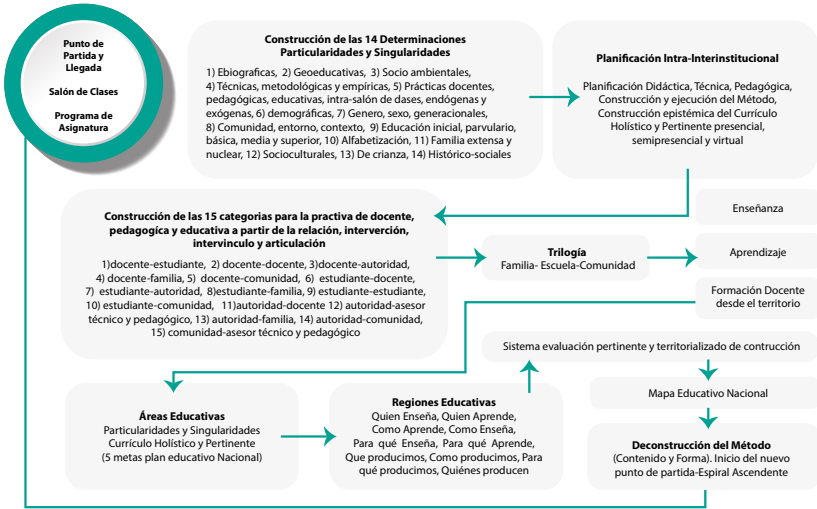 Punto de
Partida y
Llegada
Salón de Clases
Programa de
Asignatura
Construcción de las 14 Determinaciones
Particularidades y Singularidades
1) Ebiograficas, 2) Geoeducativas, 3) Socio ambientales,
4) Técnicas, metodológicas y empíricas, 5) Prácticas docentes,
pedagógicas, educativas, intra-salón de dases, endógenas y
exógenas, 6) demográficas, 7) Genero, sexo, generacionales,
8) Comunidad, entorno, contexto, 9) Educación inicial, parvulario,
básica, media y superior, 10) Alfabetización, 11) Familia extensa y
nuclear, 12) Socioculturales, 13) De crianza, 14) Histórico-sociales
Planificación Intra-Interinstitucional
Planificación Didáctica, Técnica, Pedagógica,
Construcción y ejecución del Método,
Construcción epistémica del Currículo
Holístico y Pertinente presencial,
semipresencial y virtual
Construcción de las 15 categorias para la practiva de docente,
pedagogíca y educativa a partir de la relación, interverción,
intervinculo y articulación
1)docente-estudiante, 2) docente-docente, 3)docente-autoridad,
4) docente-familia, 5) docente-comunidad, 6) estudiante-docente,
7) estudiante-autoridad, 8)estudiante-familia, 9) estudiante-estudiante,
10) estudiante-comunidad, 11)autoridad-docente 12) autoridad-asesor
técnico y pedagógico, 13) autoridad-familia, 14) autoridad-comunidad,
15) comunidad-asesor técnico y pedagógico
Trilogía
Familia- Escuela-Comunidad
Enseñanza
Aprendizaje
Formación Docente
desde el territorio
Sistema evaluación pertinente y territorializado de contrucción
Mapa Educativo Nacional
Áreas Educativas
Particularidades y Singularidades
Currículo Holístico y Pertinente
(5 metas plan educativo Nacional)
Regiones Educativas
Quien Enseña, Quien Aprende,
Como Aprende, Como Enseña,
Para qué Enseña, Para qué Aprende,
Que producimos, Como producimos, Para
qué producimos, Quiénes producen
Deconstrucción del Método
(Contenido y Forma). Inicio del nuevo
punto de partida-Espiral Ascendente